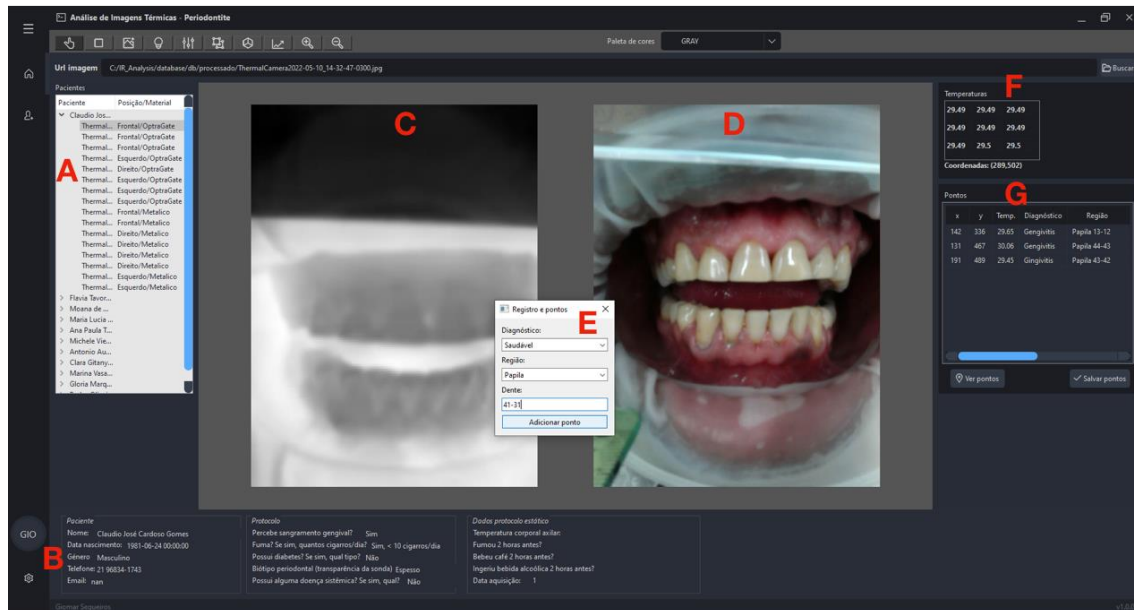 Análise de Imagens Térmicas - Periodontite
Paleta de cores GRAY
Url imagem C:/IR_Analysis/database/db/processado/ThermalCamera2022-05-10_14-32-47-0300.jpg Buscar
Pacientes
Paciente Posição/Material
Claudio Jos...
Thermal... Frontal/OptraGate
Thermal... Frontal/OptraGate
Thermal... Frontal/OptraGate
Thermal... Esquerdo/OptraGate
Thermal... Direito/OptraGate
Thermal... Esquerdo/OptraGate
Thermal... Esquerdo/OptraGate
Thermal... Esquerdo/OptraGate
Thermal... Frontal/Metalico
Thermal... Frontal/Metalico
Thermal... Direito/Metalico
Thermal... Direito/Metalico
Thermal... Direito/Metalico
Thermal... Direito/Metalico
Thermal... Esquerdo/Metalico
Thermal... Esquerdo/Metalico
Flavia Tavor...
Moana de ...
Maria Lucia ...
Ana Paula T...
Michele Vie...
Antonio Au...
Clara Gitany...
Marina Vasa...
Gloria Marq...
A
C
D
Registro e pontos
E
Diagnóstico:
Saudável
Região:
Papila
Dente:
41-31
Adicionar ponto
F
Temperaturas
29.49 29.49 29.49
29.49 29.49 29.49
29.49 29.5 29.5
Coordenadas: (289,502)
G
Pontos
x y Temp. Diagnóstico Região
142 336 29.65 Gengivitis Papila 13-12
131 467 30.06 Gengivitis Papila 44-43
191 489 29.45 Gingivitis Papila 43-42
Ver pontos Salvar pontos
GIO
B
Paciente
Nome: Claudio José Cardoso Gomes
Data nascimento: 1981-06-24 00:00:00
Gênero Masculino
Telefone: 21 96834-1743
Email: nan
Protocolo
Percebe sangramento gengival? Sim
Fuma? Se sim, quantos cigarros/dia? Sim, < 10 cigarros/dia
Possui diabetes? Se sim, qual tipo? Não
Biótipo periodontal (transparência da sonda) Espesso
Possui alguma doença sistêmica? Se sim, qual? Não
Dados protocolo estático
Temperatura corporal axilar:
Fumou 2 horas antes?
Bebeu café 2 horas antes?
Ingeriu bebida alcoólica 2 horas antes?
Data aquisição: 1
Giomar Sequeiros